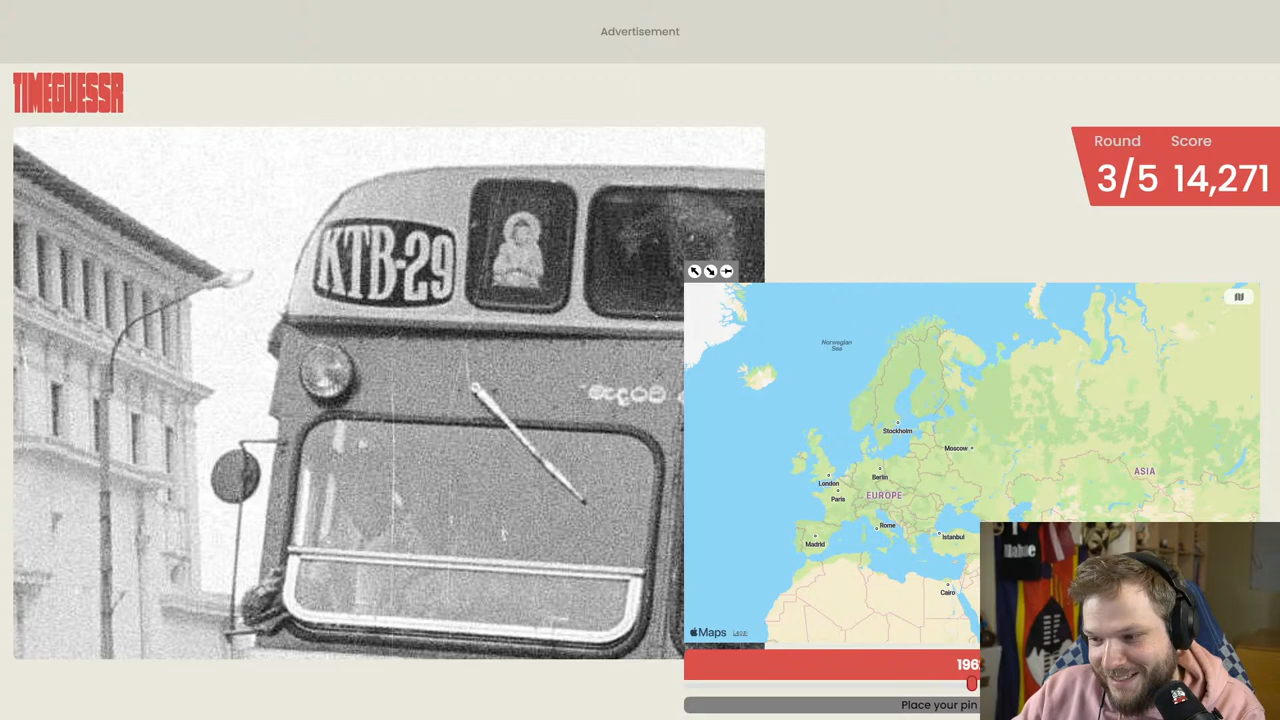 Advertisement
TIMEGUESSR
Round
Score
3/5
14,271
KTB-29
Norwegian
Sea
Stockholm
Moscow
ASIA
London
Berlin
Paris
EUROPE
Rome
Istanbul
Madrid
Cairo
Maps
Legal
196
Place your pin